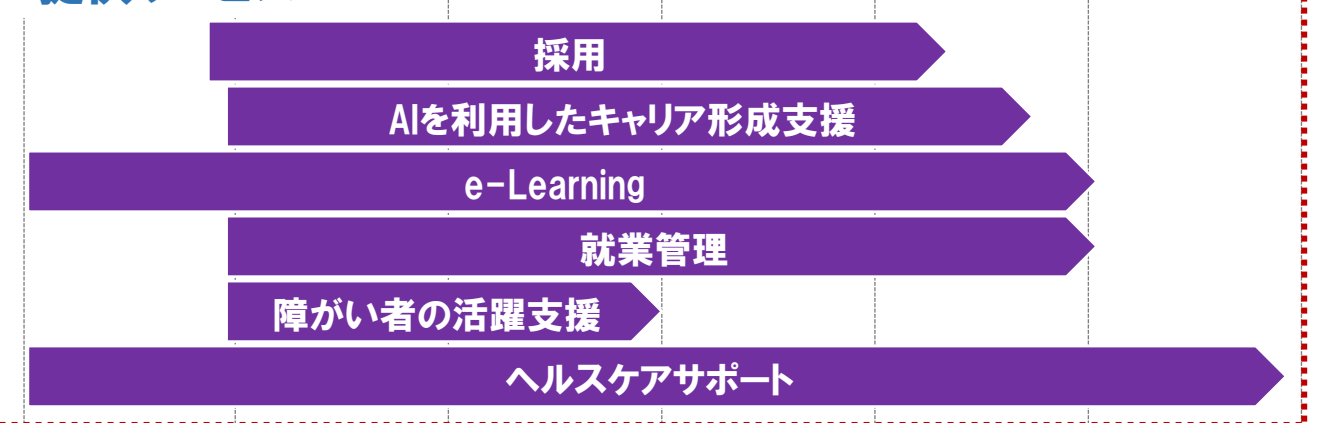 採用
AIを利用したキャリア形成支援
e-Learning
就業管理
障がい者の活躍支援
ヘルスケアサポート